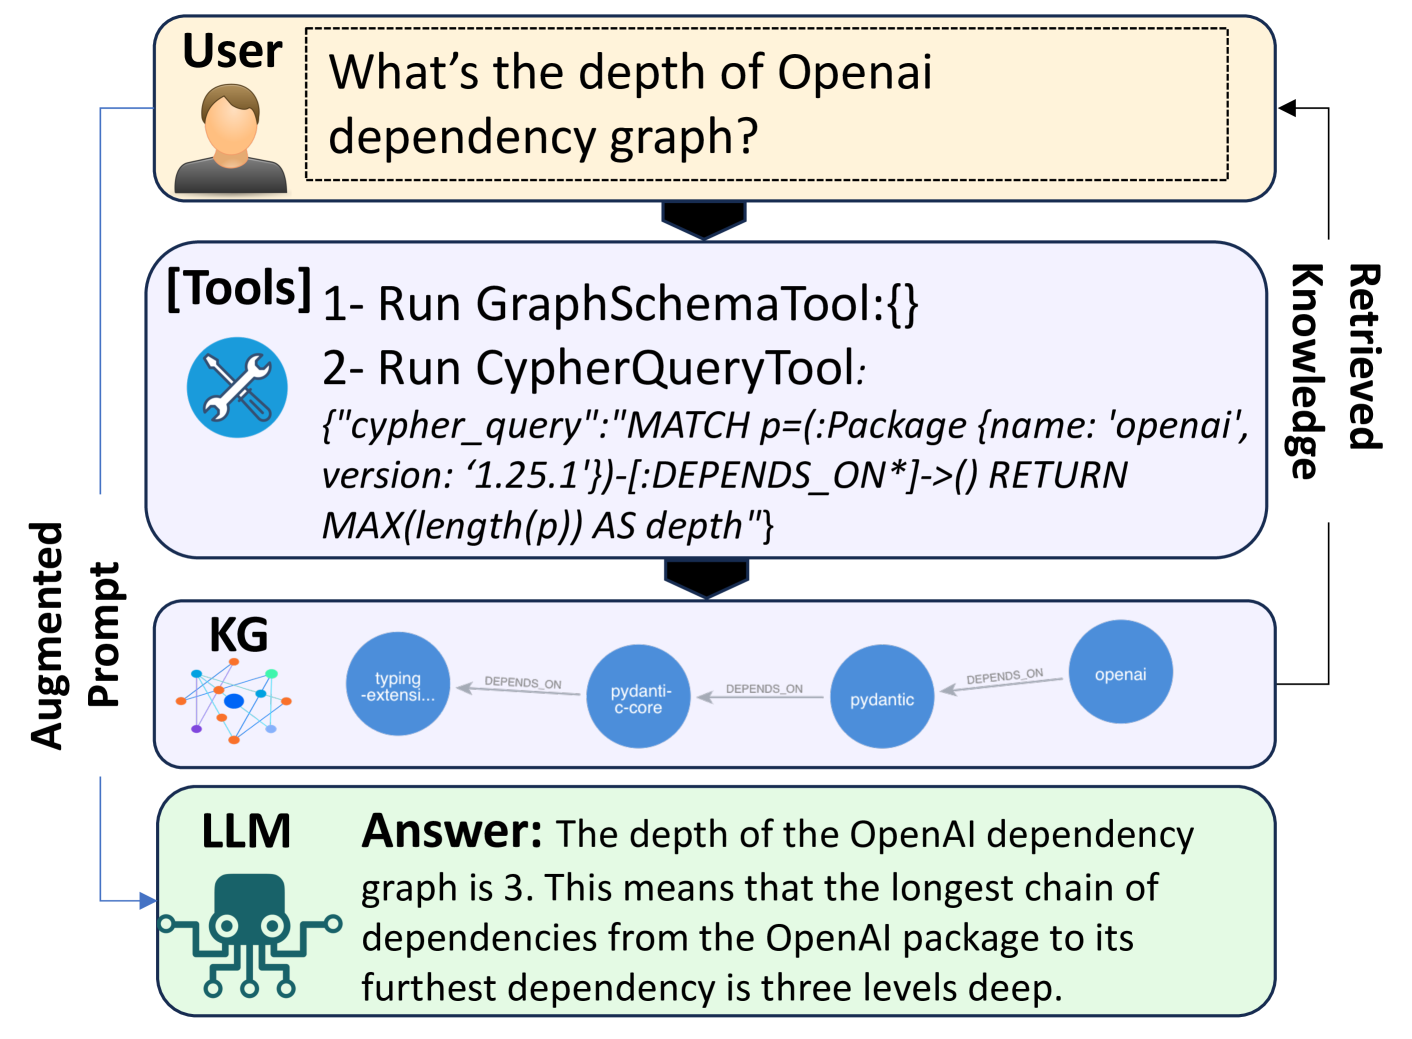 User
What’s the depth of Openai
dependency graph?
[Tools]
1- Run GraphSchemaTool:{}
2- Run CypherQueryTool:
{"cypher_query":"MATCH p=(:Package {name: 'openai',
version: ‘1.25.1'})-[:DEPENDS_ON*]->() RETURN
MAX(length(p)) AS depth"}
Retrieved
Knowledge
Augmented
Prompt
KG
typing
-extensi...
DEPENDS_ON
pydanti-
c-core
DEPENDS_ON
pydantic
DEPENDS_ON
openai
LLM
Answer: The depth of the OpenAI dependency
graph is 3. This means that the longest chain of
dependencies from the OpenAI package to its
furthest dependency is three levels deep.